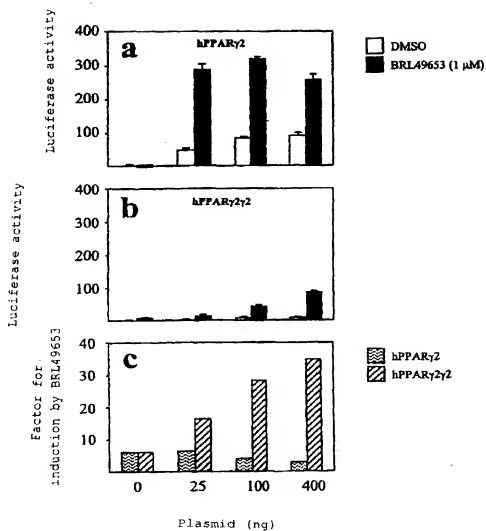 a
hPPARγ2
Luciferase activity
400
300
200
100
DMSO
BRL49653 (1 µM)
b
hPPARγ2γ2
Luciferase activity
400
300
200
100
c
Factor for
induction by BRL49653
40
30
20
10
hPPARγ2
hPPARγ2γ2
0
25
100
400
Plasmid (ng)